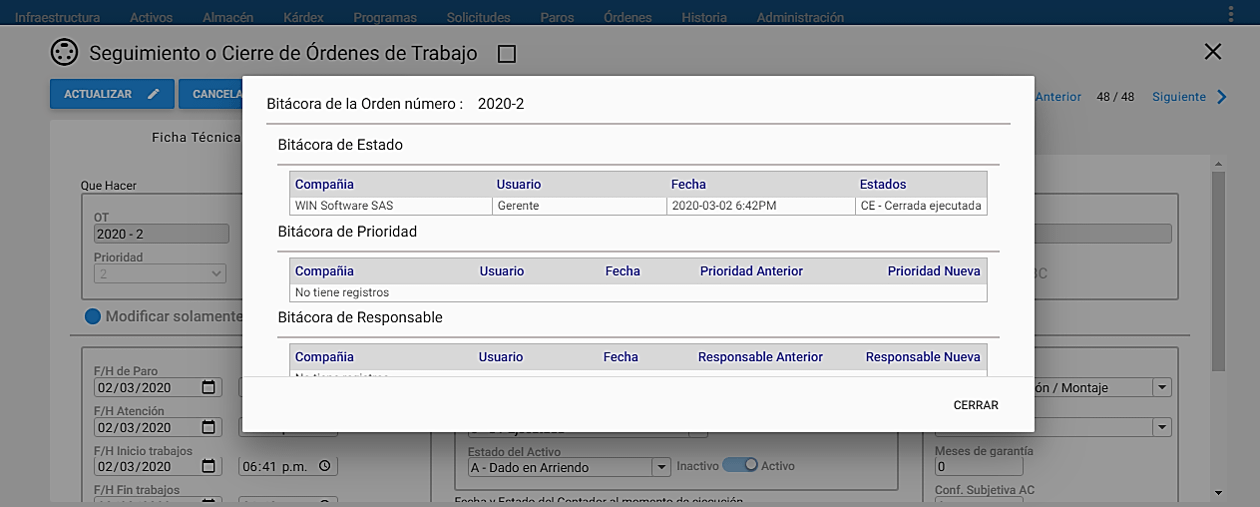 Infraestructura Activos Almacén Kárdex Programas Solicitudes Paros Órdenes Historia Administración
Seguimiento o Cierre de Órdenes de Trabajo
ACTUALIZAR CANCELA
Anterior 48 / 48 Siguiente
Ficha Técnica
Bitácora de la Orden número : 2020-2
Bitácora de Estado
Compañia Usuario Fecha Estados
WIN Software SAS Gerente 2020-03-02 6:42PM CE - Cerrada ejecutada
Bitácora de Prioridad
Compañia Usuario Fecha Prioridad Anterior Prioridad Nueva
No tiene registros
Bitácora de Responsable
Compañia Usuario Fecha Responsable Anterior Responsable Nueva
No tiene registros
CERRAR
Que Hacer
OT
2020 - 2
Prioridad
2
Modificar solamente
F/H de Paro
02/03/2020
F/H Atención
02/03/2020
F/H Inicio trabajos
02/03/2020 06:41 p.m.
F/H Fin trabajos
Estado del Activo
A - Dado en Arriendo Inactivo Activo
Fecha y Estado del Contador al momento de ejecución
ón / Montaje
Meses de garantía
0
Conf. Subjetiva AC